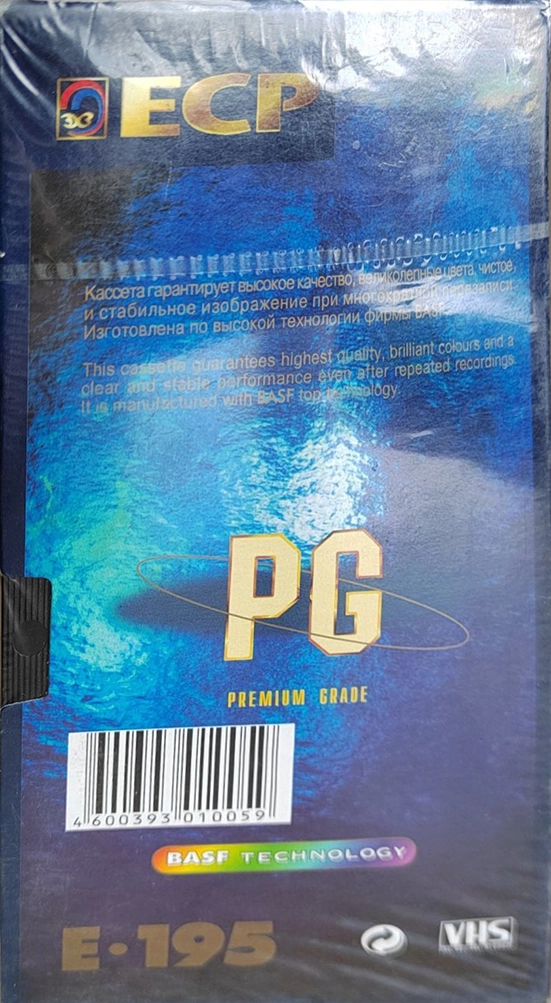 ECP
Кассета гарантирует высокое качество, великолепные цвета, чистое,
и стабильное изображение при многократной перезаписи.
Изготовлена по высокой технологии фирмы BASF.
This cassette guarantees highest quality, brilliant colours and a
clear and stable performance even after repeated recordings.
It is manufactured with BASF top technology.
PG
PREMIUM GRADE
4 600393 010059
BASF TECHNOLOGY
E·195
VHS